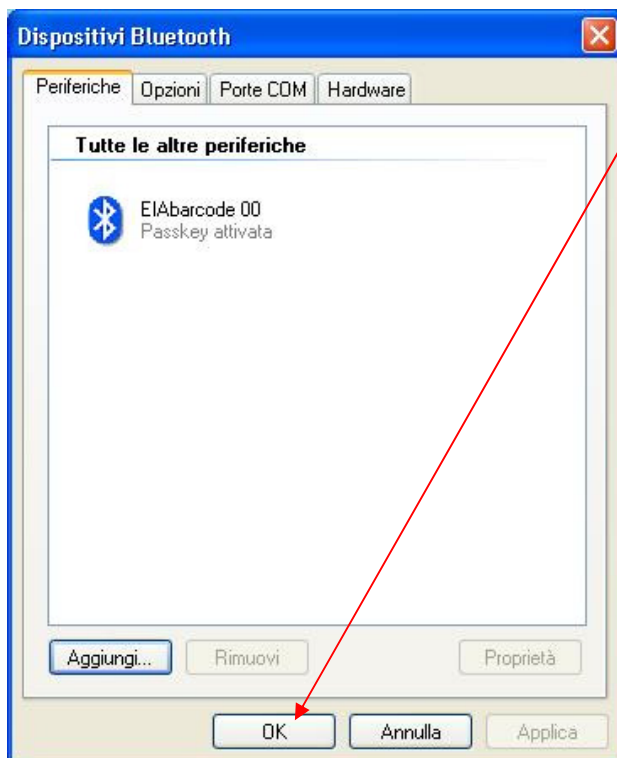 Dispositivi Bluetooth
Periferiche Opzioni Porte COM Hardware
Tutte le altre periferiche
EIAbarcode 00
Passkey attivata
Aggiungi... Rimuovi Proprietà
OK Annulla Applica